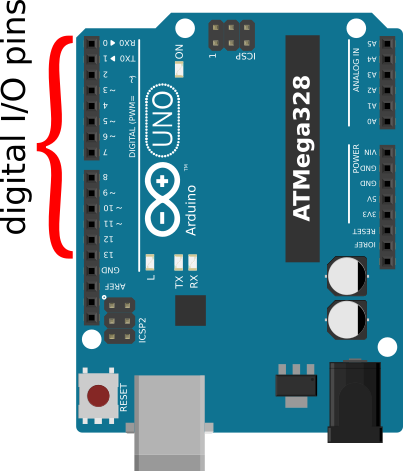 digital I/O pins
0 ◄ RX0
1 ► TX0
2
~3
4
~5
~6
7
8
~9
~10
~11
12
13
GND
AREF
DIGITAL (PWM= ~)
ON
1
ICSP
UNO
™
Arduino
L
TX
RX
ICSP2
RESET
ATMega328
ANALOG IN
A5
A4
A3
A2
A1
A0
POWER
VIN
GND
GND
5V
3V3
RESET
IOREF